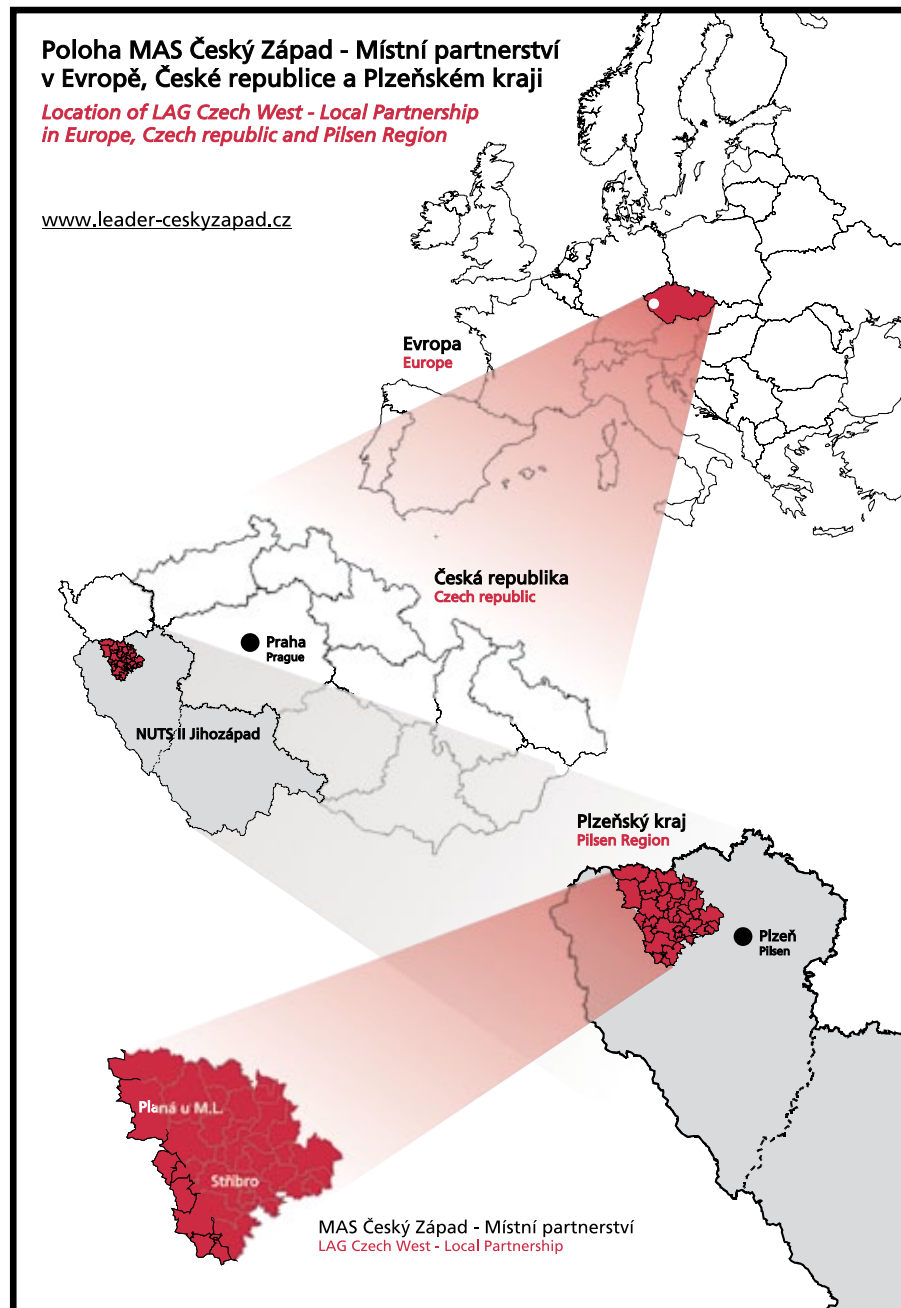 Poloha MAS Český Západ - Místní partnerství
v Evropě, České republice a Plzeňském kraji
Location of LAG Czech West - Local Partnership
in Europe, Czech republic and Pilsen Region
www.leader-ceskyzapad.cz
Evropa
Europe
Česká republika
Czech republic
Praha
Prague
NUTS II Jihozápad
Plzeňský kraj
Pilsen Region
Plzeň
Pilsen
Planá u M.L.
Stříbro
MAS Český Západ - Místní partnerství
LAG Czech West - Local Partnership